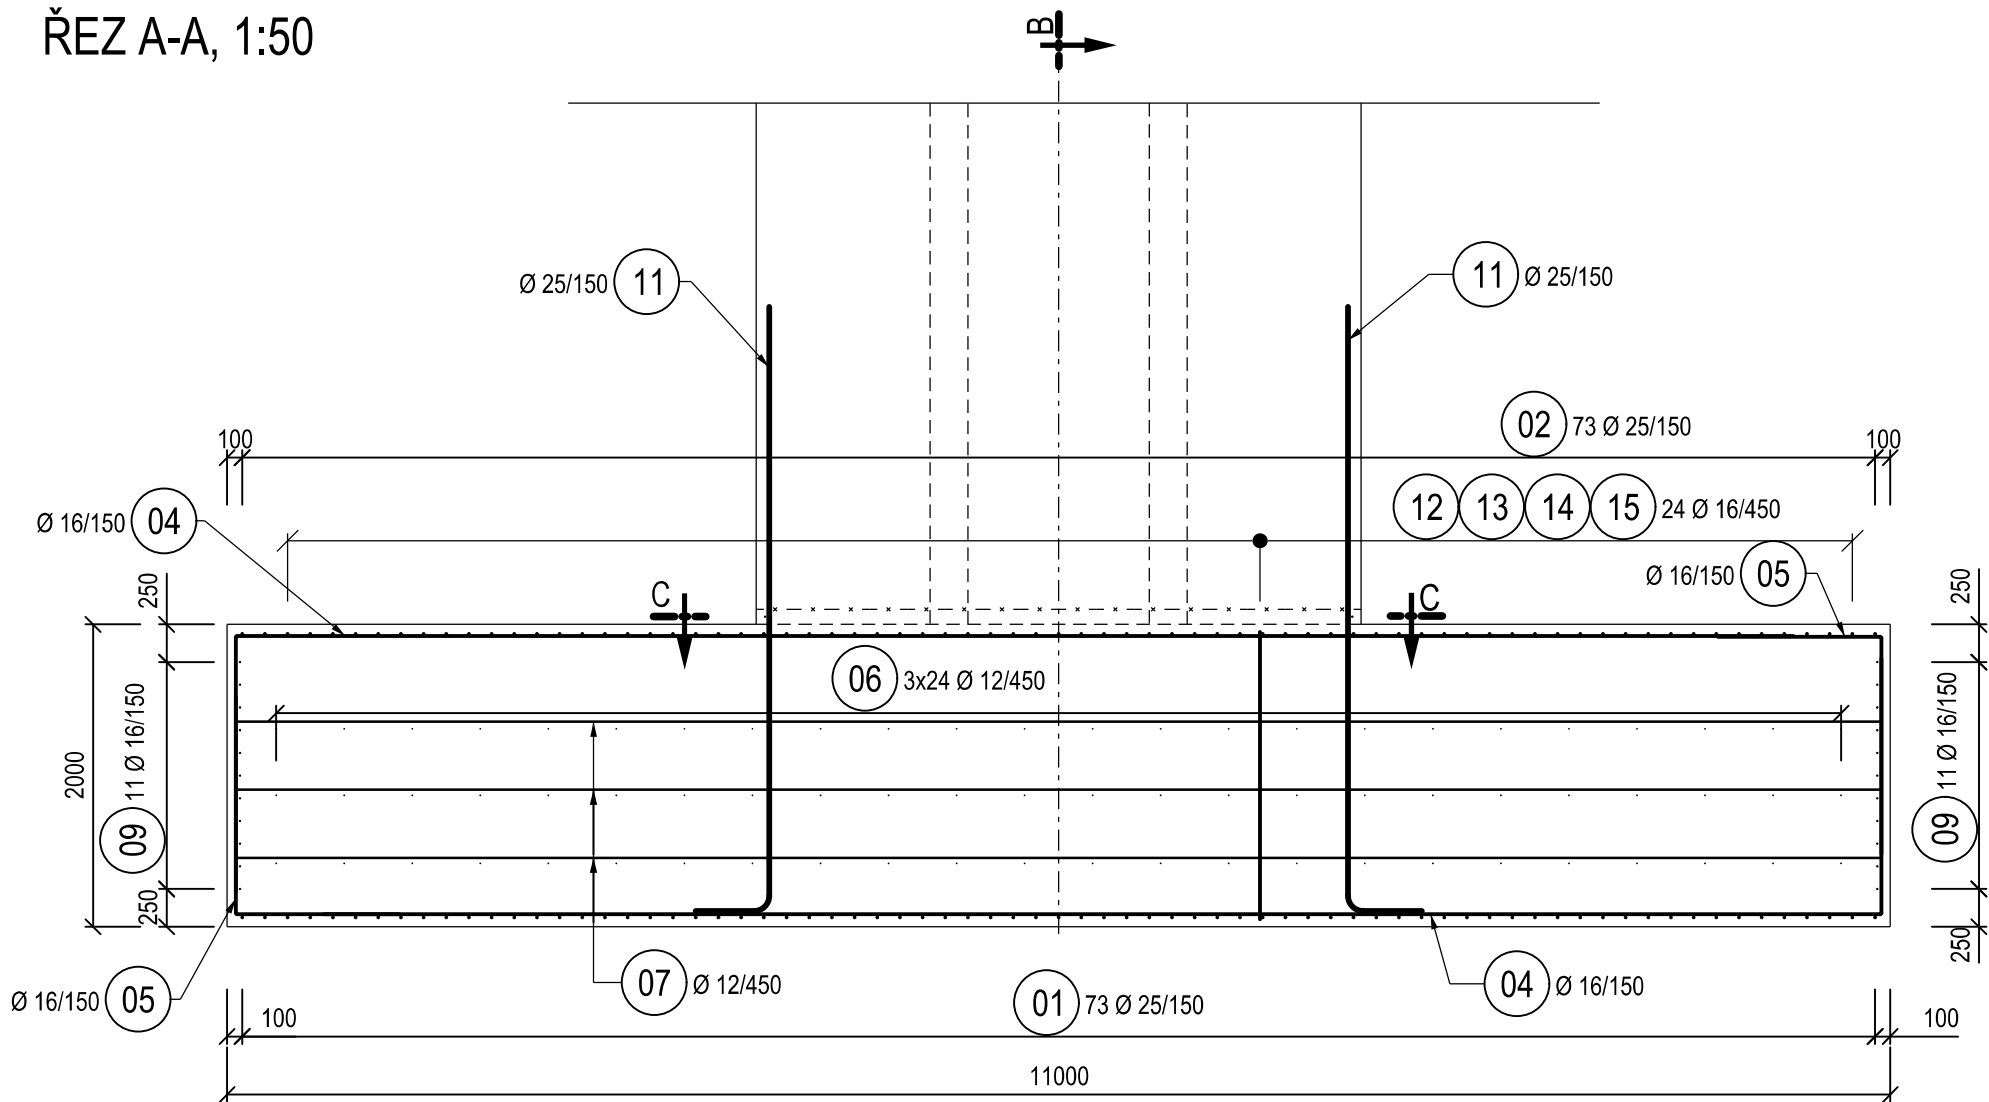 ŘEZ A-A, 1:50
B
Ø 25/150 11
11 Ø 25/150
02 73 Ø 25/150
100
100
12 13 14 15 24 Ø 16/450
Ø 16/150 04
Ø 16/150 05
250
250
C
C
06 3x24 Ø 12/450
2000
09 11 Ø 16/150
09 11 Ø 16/150
250
250
07 Ø 12/450
04 Ø 16/150
Ø 16/150 05
01 73 Ø 25/150
100
100
11000